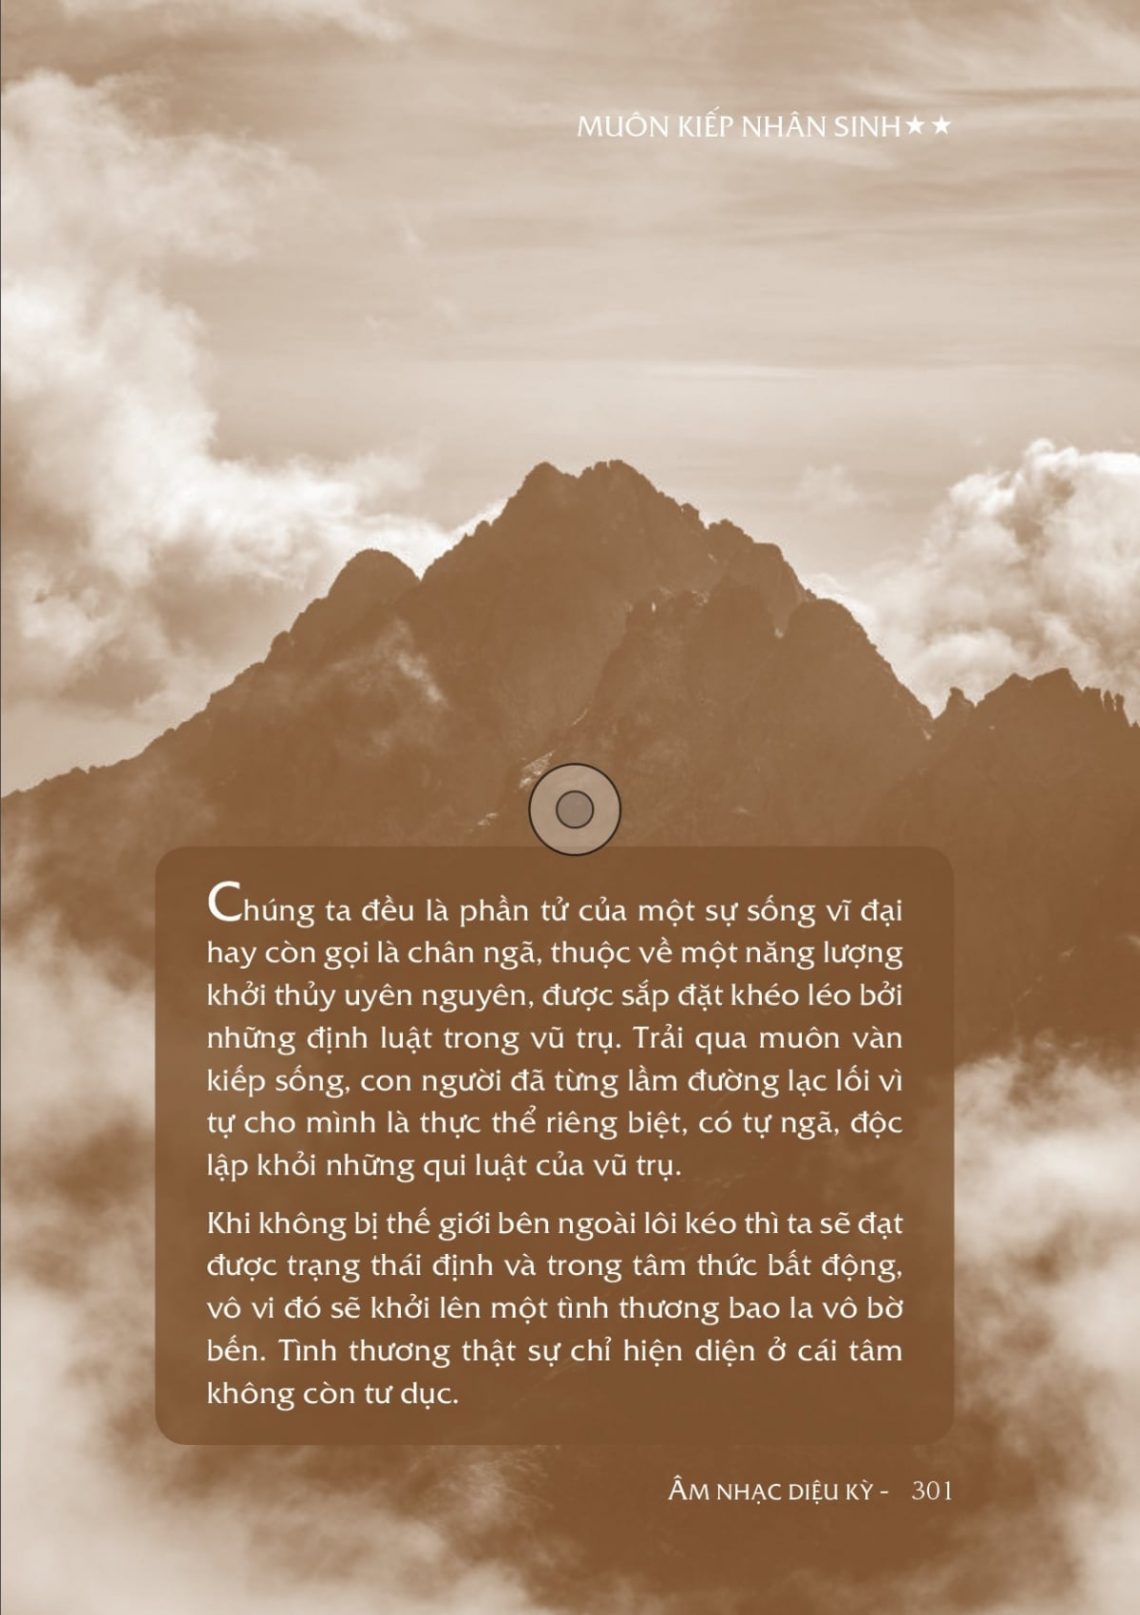 MUÔN KIẾP NHÂN SINH★★
Chúng ta đều là phần tử của một sự sống vĩ đại
hay còn gọi là chân ngã, thuộc về một năng lượng
khởi thủy uyên nguyên, được sắp đặt khéo léo bởi
những định luật trong vũ trụ. Trải qua muôn vàn
kiếp sống, con người đã từng lầm đường lạc lối vì
tự cho mình là thực thể riêng biệt, có tự ngã, độc
lập khỏi những qui luật của vũ trụ.
Khi không bị thế giới bên ngoài lôi kéo thì ta sẽ đạt
được trạng thái định và trong tâm thức bất động,
vô vi đó sẽ khởi lên một tình thương bao la vô bờ
bến. Tình thương thật sự chỉ hiện diện ở cái tâm
không còn tư dục.
ÂM NHẠC DIỆU KỲ - 301